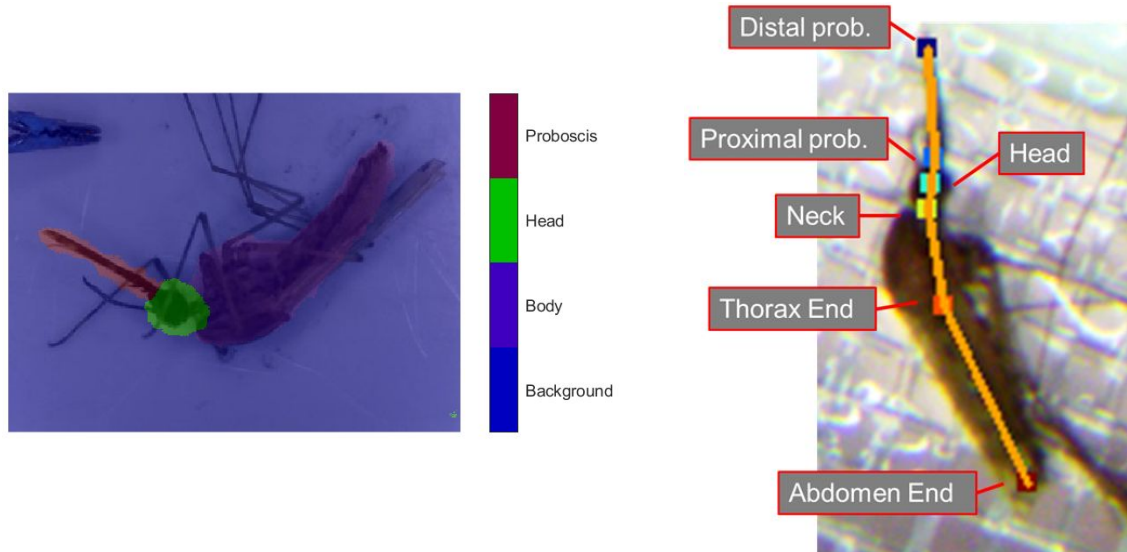 Proboscis
Head
Body
Background
Distal prob.
Proximal prob.
Head
Neck
Thorax End
Abdomen End